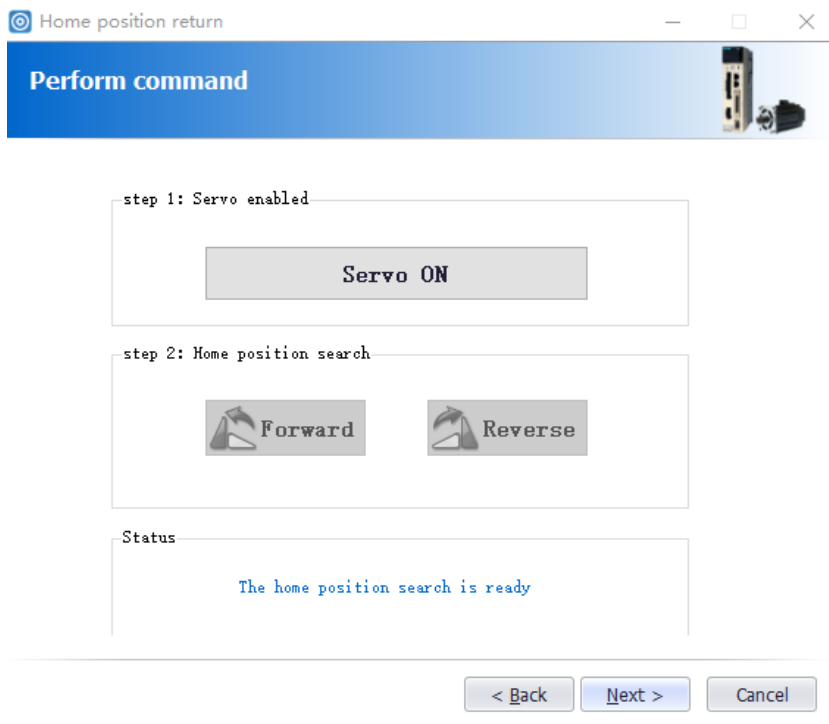 Home position return
Perform command
step 1: Servo enabled
Servo ON
step 2: Home position search
Forward
Reverse
Status
The home position search is ready
< Back
Next >
Cancel